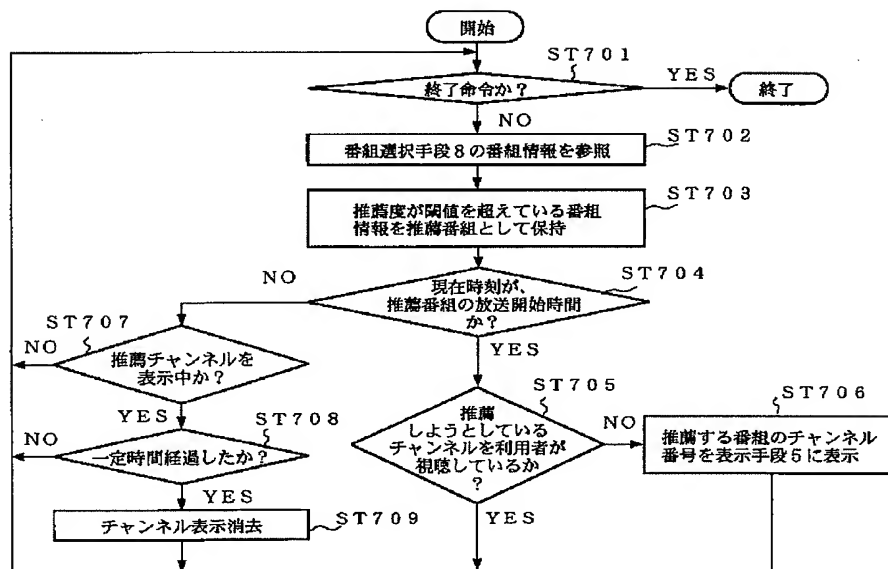 開始
ST701
終了命令か?
YES
終了
NO
ST702
番組選択手段8の番組情報を参照
ST703
推薦度が閾値を超えている番組
情報を推薦番組として保持
ST704
NO
現在時刻が、
推薦番組の放送開始時間
か?
YES
ST707
NO
推薦チャンネルを
表示中か?
YES
ST708
NO
一定時間経過したか?
YES
チャンネル表示消去
ST709
ST705
推薦
しようとしている
チャンネルを利用者が
視聴しているか
?
NO
YES
ST706
推薦する番組のチャンネル
番号を表示手段5に表示